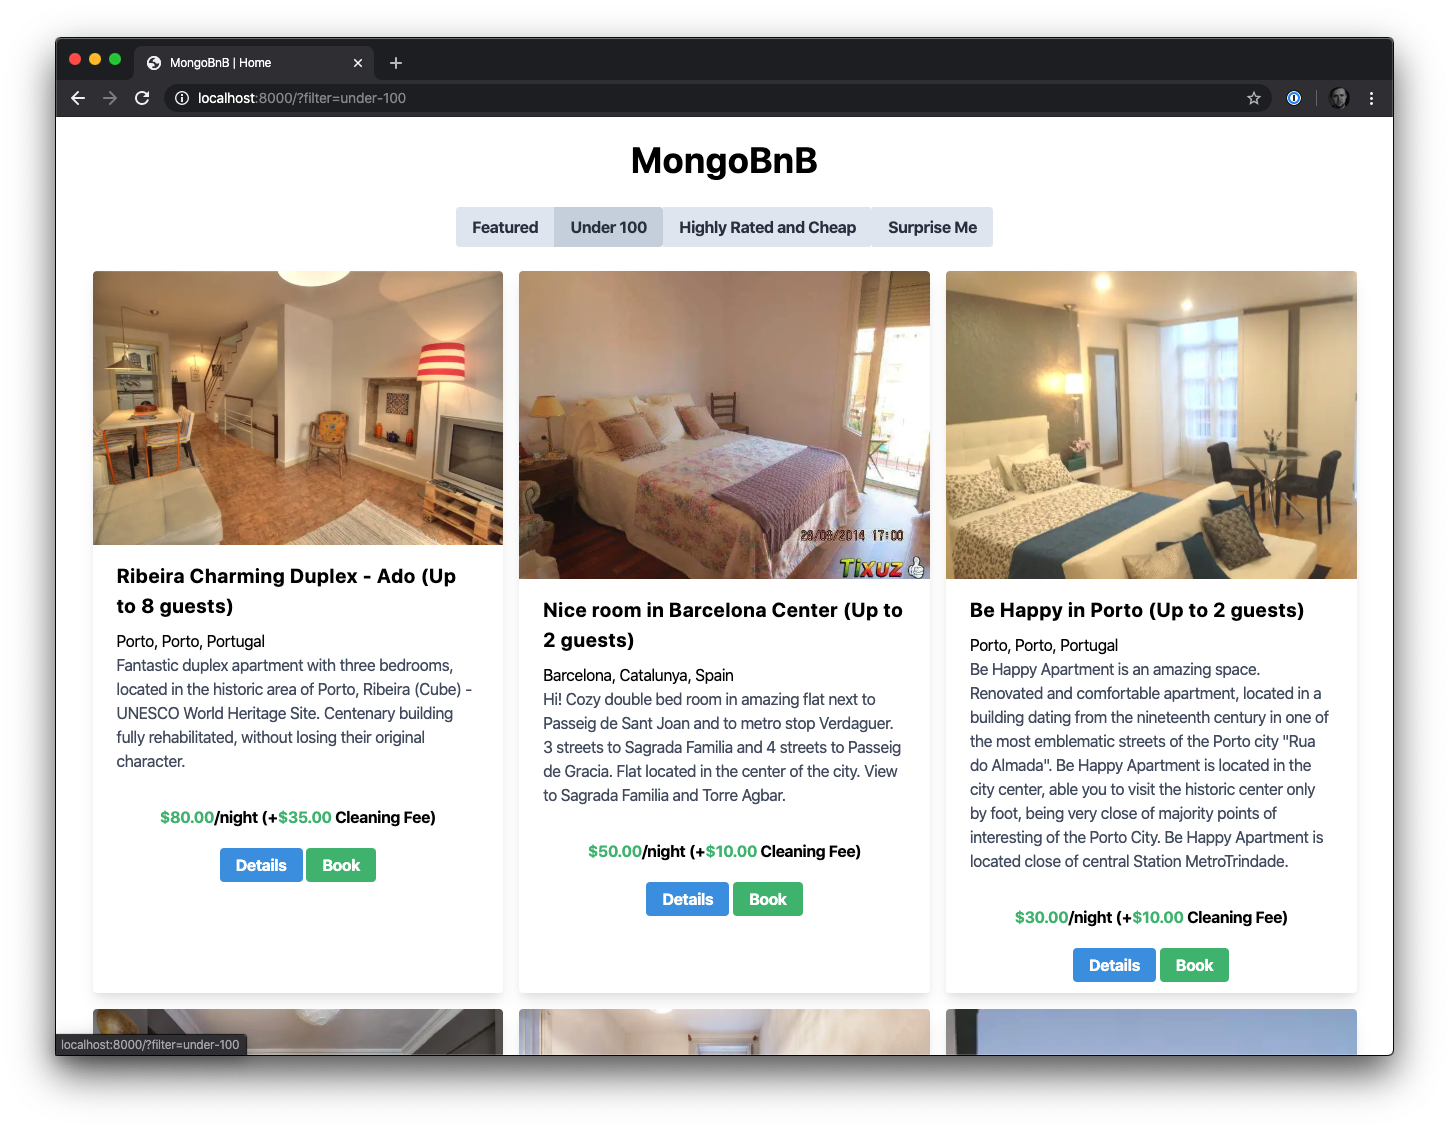 MongoBnB | Home
localhost:8000/?filter=under-100
MongoBnB
Featured
Under 100
Highly Rated and Cheap
Surprise Me
28/09/2014 17:00
Tixuz
Ribeira Charming Duplex - Ado (Up
to 8 guests)
Porto, Porto, Portugal
Fantastic duplex apartment with three bedrooms,
located in the historic area of Porto, Ribeira (Cube) -
UNESCO World Heritage Site. Centenary building
fully rehabilitated, without losing their original
character.
$80.00/night (+$35.00 Cleaning Fee)
Details
Book
Nice room in Barcelona Center (Up to
2 guests)
Barcelona, Catalunya, Spain
Hi! Cozy double bed room in amazing flat next to
Passeig de Sant Joan and to metro stop Verdaguer.
3 streets to Sagrada Familia and 4 streets to Passeig
de Gracia. Flat located in the center of the city. View
to Sagrada Familia and Torre Agbar.
$50.00/night (+$10.00 Cleaning Fee)
Details
Book
Be Happy in Porto (Up to 2 guests)
Porto, Porto, Portugal
Be Happy Apartment is an amazing space.
Renovated and comfortable apartment, located in a
building dating from the nineteenth century in one of
the most emblematic streets of the Porto city "Rua
do Almada". Be Happy Apartment is located in the
city center, able you to visit the historic center only
by foot, being very close of majority points of
interesting of the Porto City. Be Happy Apartment is
located close of central Station MetroTrindade.
$30.00/night (+$10.00 Cleaning Fee)
Details
Book
localhost:8000/?filter=under-100